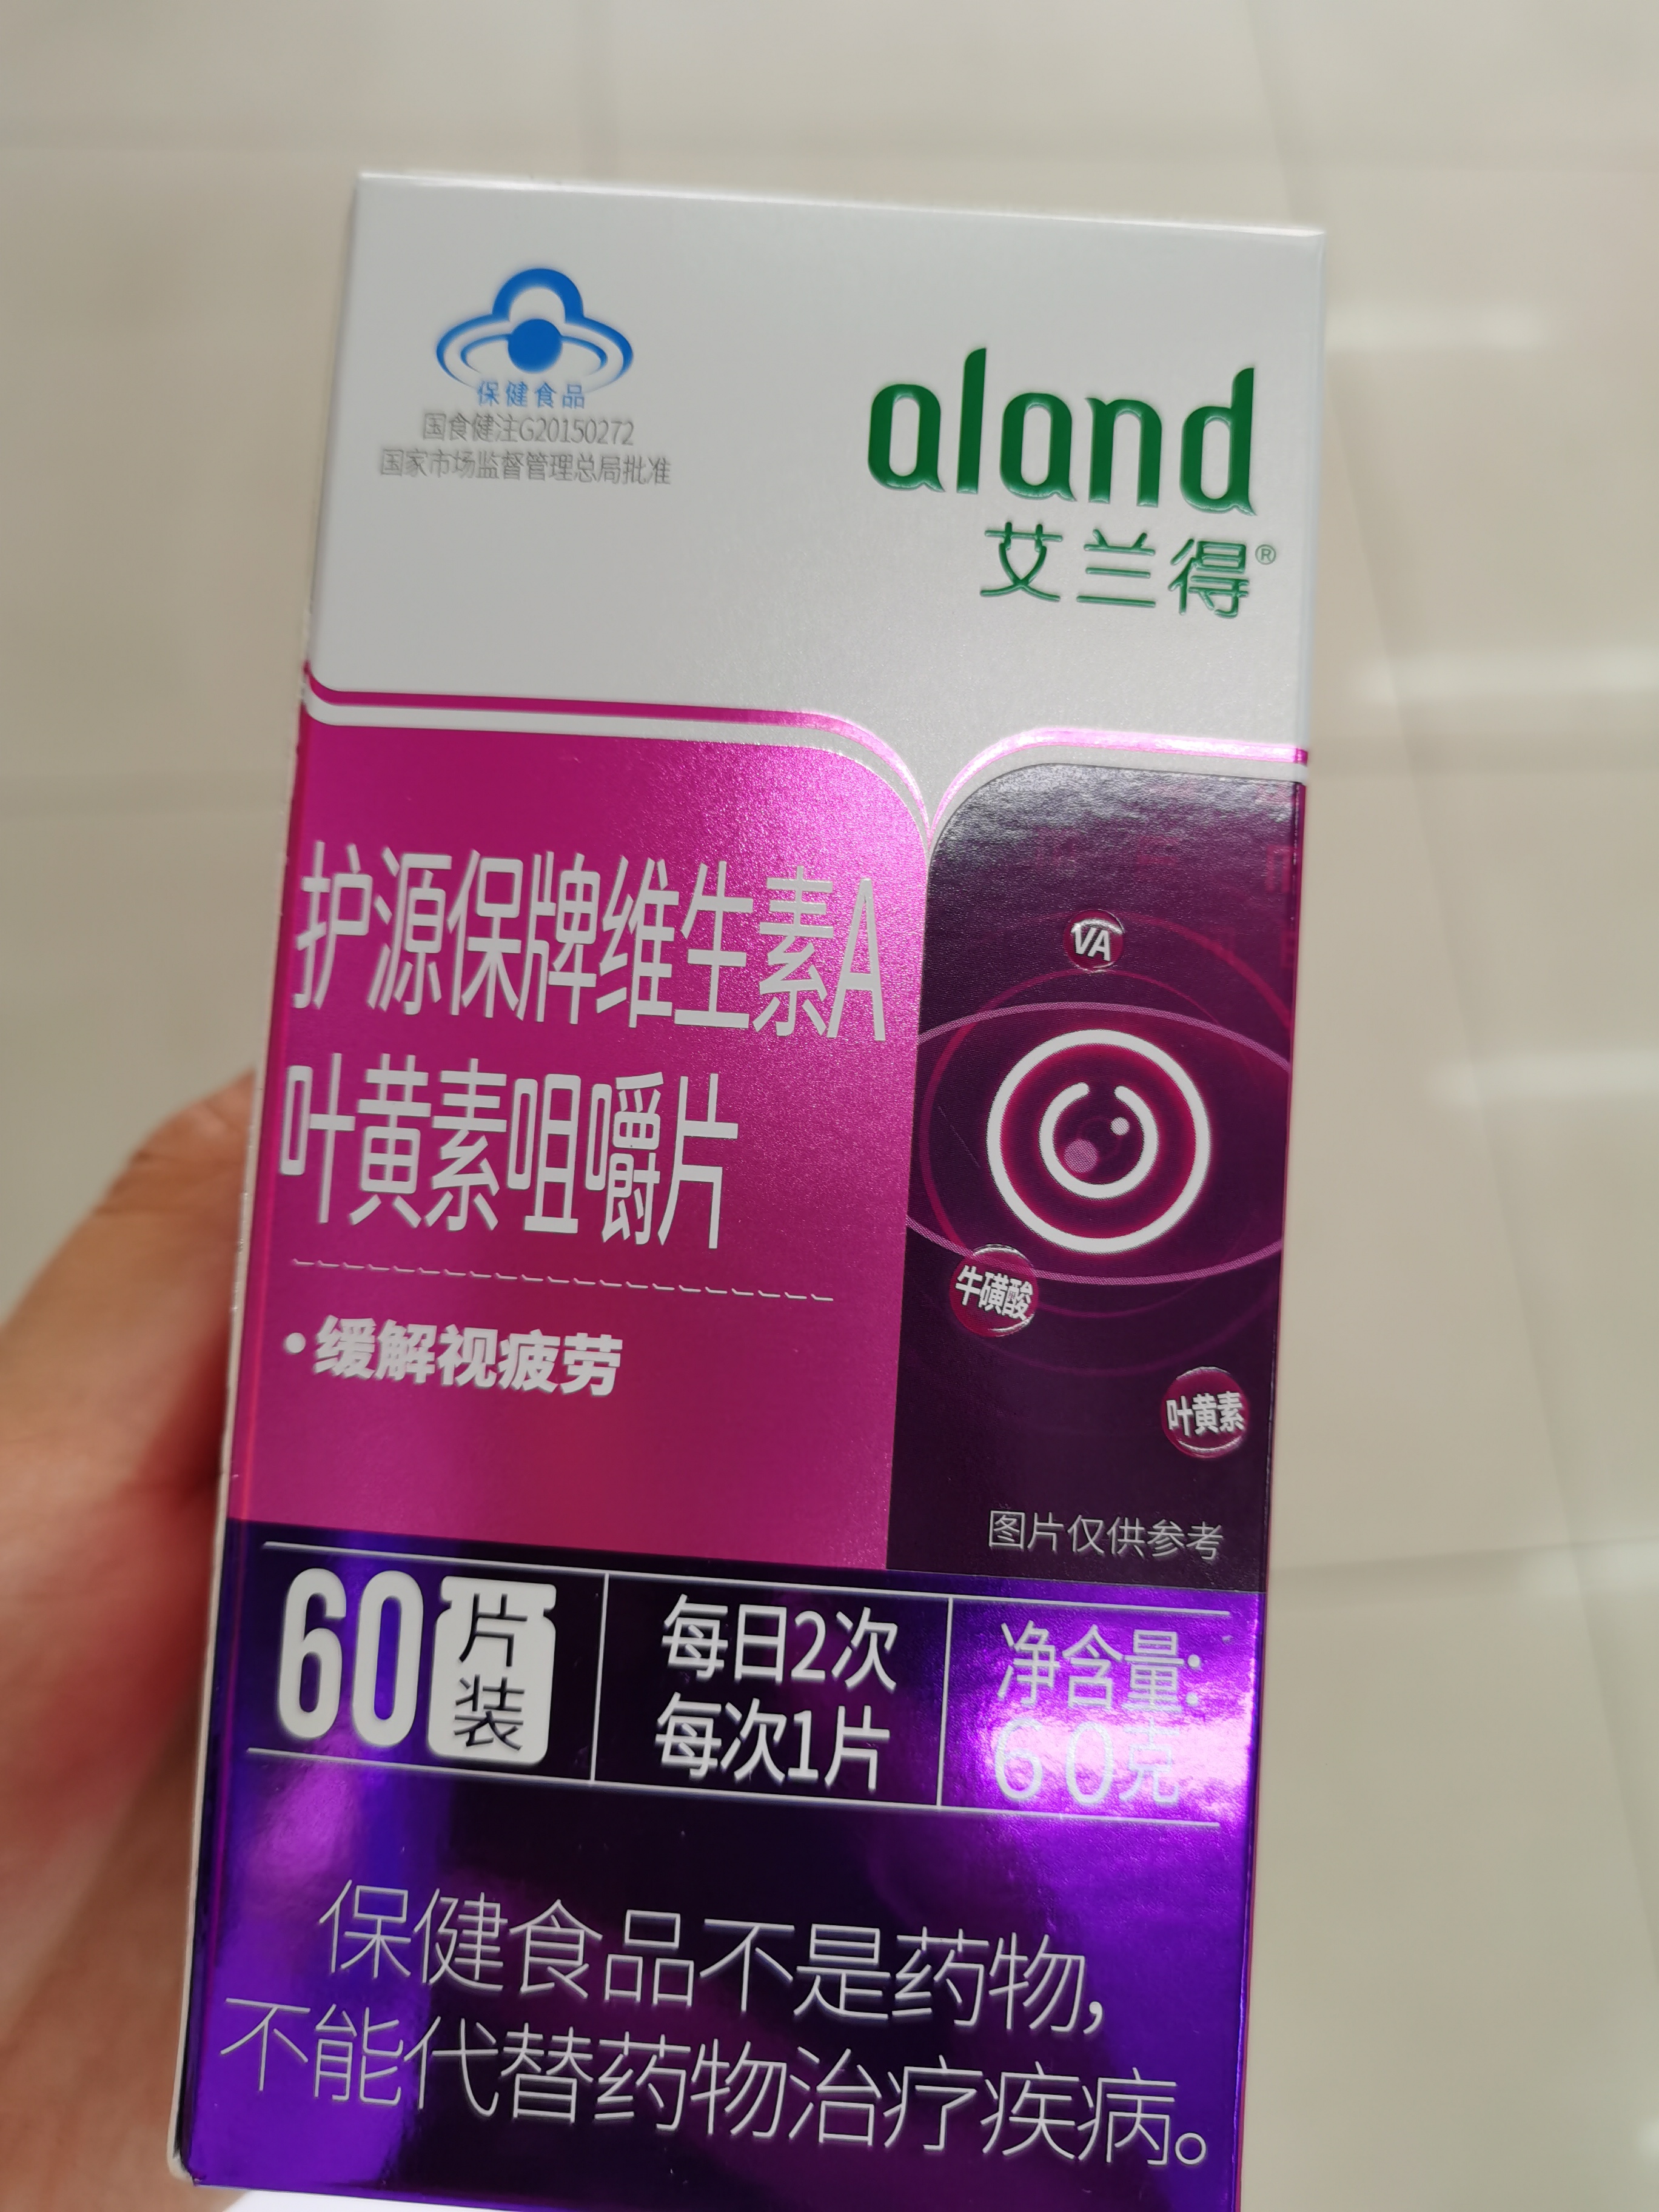 保健食品
国食健注G20150272
国家市场监督管理总局批准
aland
艾兰得®
护源保牌维生素A
叶黄素咀嚼片
•缓解视疲劳
VA
牛磺酸
叶黄素
图片仅供参考
60片装
每日2次
每次1片
净含量:
60克
保健食品不是药物,
不能代替药物治疗疾病。